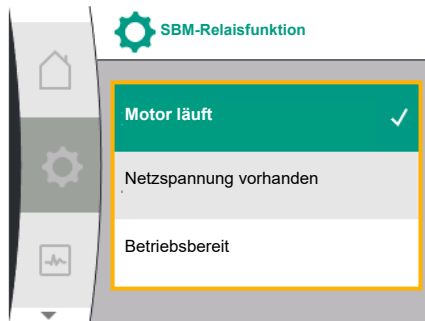 SBM-Relaisfunktion
Motor läuft
Netzspannung vorhanden
Betriebsbereit